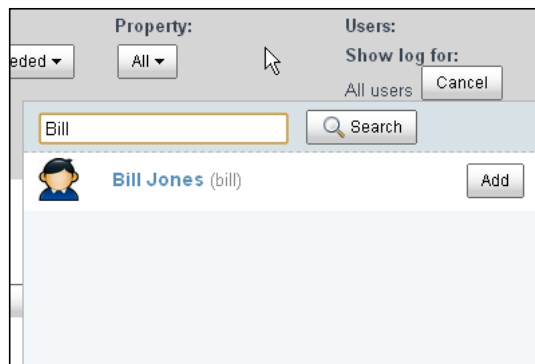 Property:
Users:
eded
All
Show log for:
All users
Cancel
Bill
Search
Bill Jones (bill)
Add